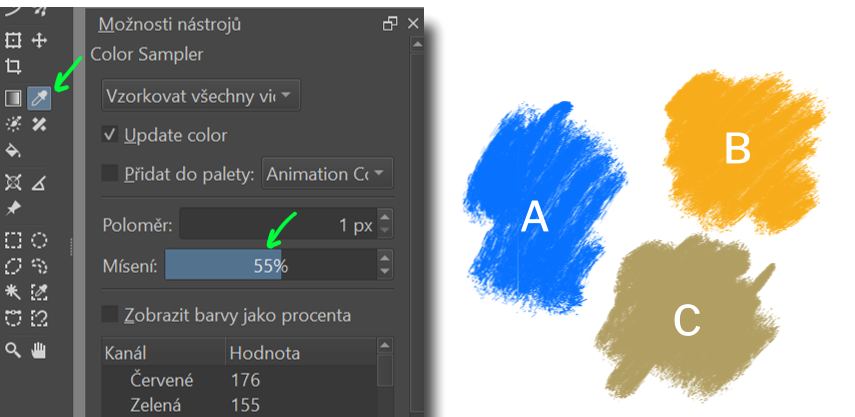 Možnosti nástrojů
Color Sampler
Vzorkovat všechny vi
Update color
Přidat do palety: Animation Co
Poloměr: 1 px
Mísení: 55%
Zobrazit barvy jako procenta
Kanál Hodnota
Červené 176
Zelená 155
A
B
C